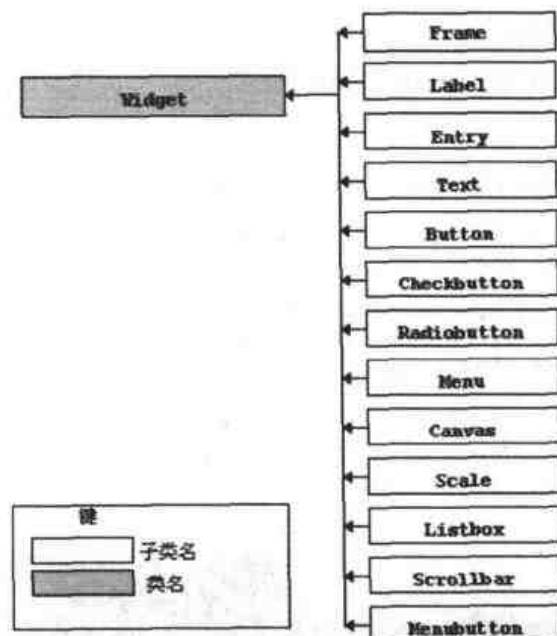 Frame
Widget
Label
Entry
Text
Button
Checkbutton
Radiobutton
Menu
Canvas
Scale
Listbox
Scrollbar
Menubutton
键
子类名
类名